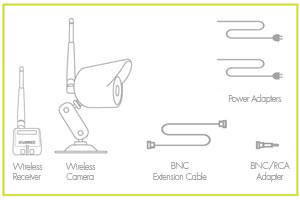 Power Adapters
Wireless
Receiver
Wireless
Camera
BNC
Extension Cable
BNC/RCA
Adapter